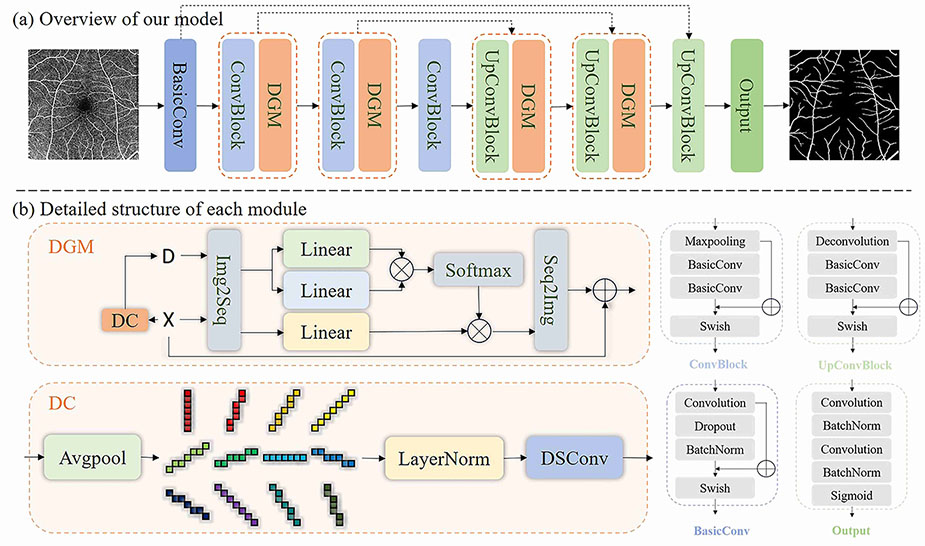 (a) Overview of our model
BasicConv
ConvBlock
DGM
ConvBlock
DGM
ConvBlock
UpConvBlock
DGM
UpConvBlock
DGM
UpConvBlock
Output
(b) Detailed structure of each module
DGM
D
X
DC
Img2Seq
Linear
Linear
Linear
Softmax
Seq2Img
DC
Avgpool
LayerNorm
DSConv
Maxpooling
BasicConv
BasicConv
Swish
ConvBlock
Deconvolution
BasicConv
BasicConv
Swish
UpConvBlock
Convolution
Dropout
BatchNorm
Swish
BasicConv
Convolution
BatchNorm
Convolution
BatchNorm
Sigmoid
Output